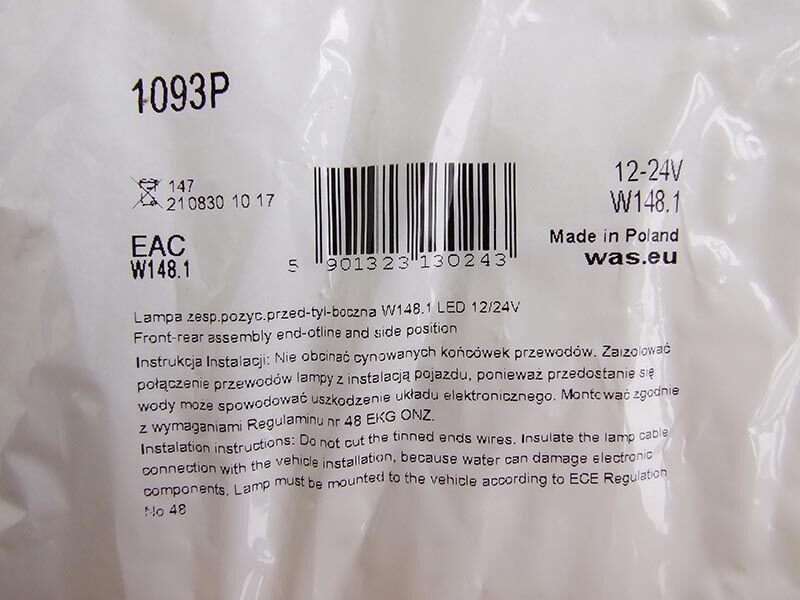 1093P
147
210830 10 17
EAC
W148.1
5 901323 130243
12-24V
W148.1
Made in Poland
was.eu
Lampa zesp.pozyc.przed-tyl-boczna W148.1 LED 12/24V
Front-rear assembly end-otline and side position
Instrukcja Instalacji: Nie obcinać cynowanych końcówek przewodów. Zaizolować
połączenie przewodów lampy z instalacją pojazdu, ponieważ przedostanie się
wody może spowodować uszkodzenie układu elektronicznego. Montować zgodnie
z wymaganiami Regulaminu nr 48 EKG ONZ.
Instalation instructions: Do not cut the tinned ends wires. Insulate the lamp cable
connection with the vehicle installation, because water can damage electronic
components. Lamp must be mounted to the vehicle according to ECE Regulation
No 48